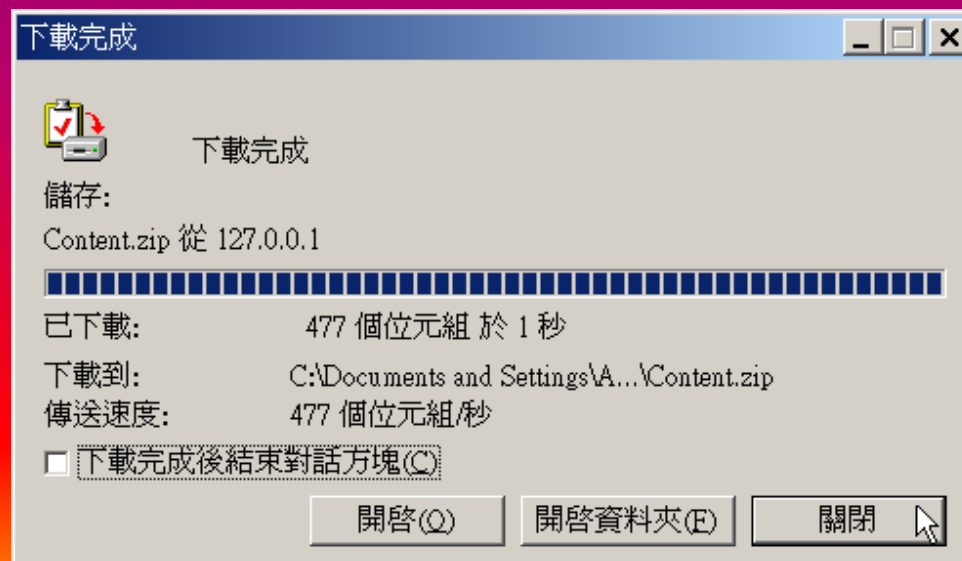 下載完成
下載完成
儲存:
Content.zip 從 127.0.0.1
已下載: 477 個位元組 於 1 秒
下載到: C:\Documents and Settings\A...\Content.zip
傳送速度: 477 個位元組/秒
下載完成後結束對話方塊(C)
開啓(O) 開啓資料夾(F) 關閉